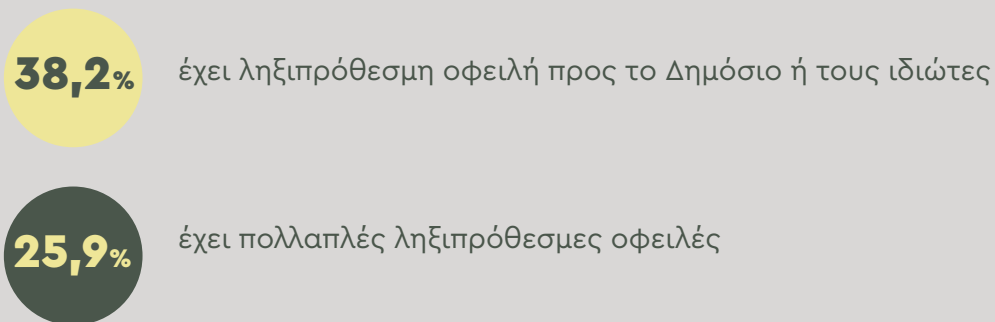 38,2% έχει ληξιπρόθεσμη οφειλή προς το Δημόσιο ή τους ιδιώτες
25,9% έχει πολλαπλές ληξιπρόθεσμες οφειλές